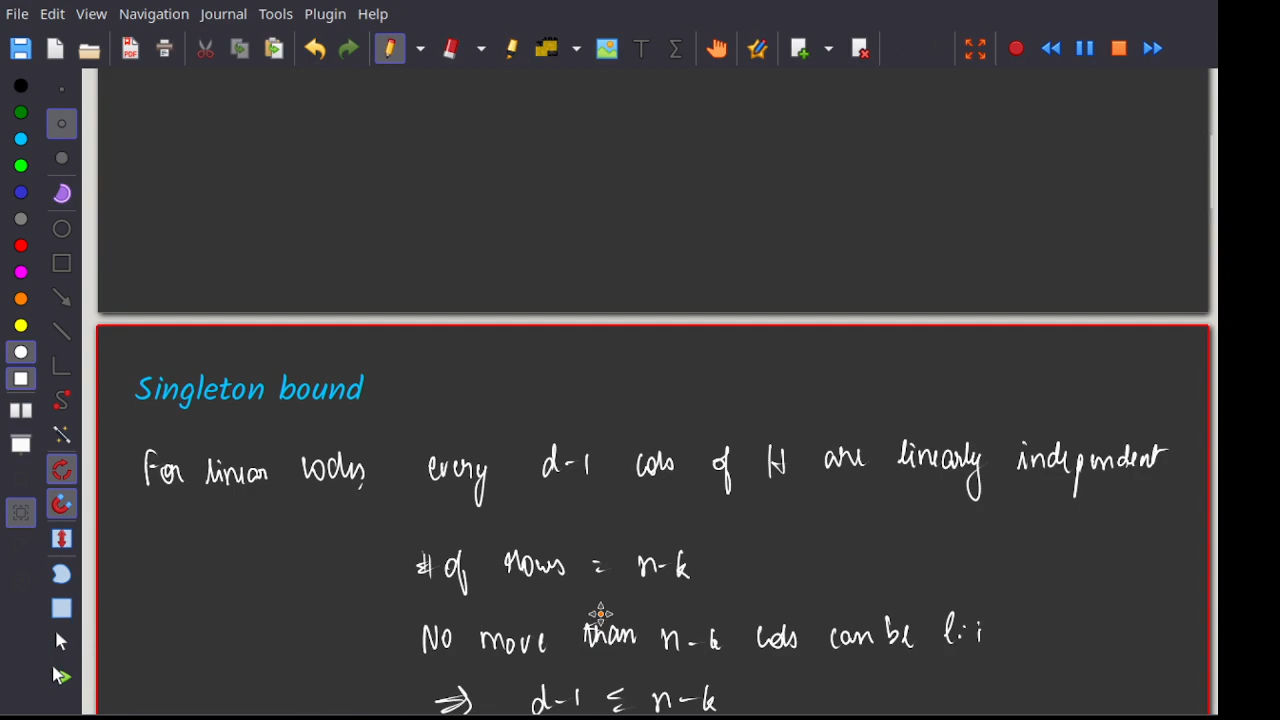 File Edit View Navigation Journal Tools Plugin Help
Singleton bound
For linear codes, every d-1 cols of H are linearly independent
# of rows = n-k
No more than n-k cols can be l.i
⇒ d-1 ≤ n-k